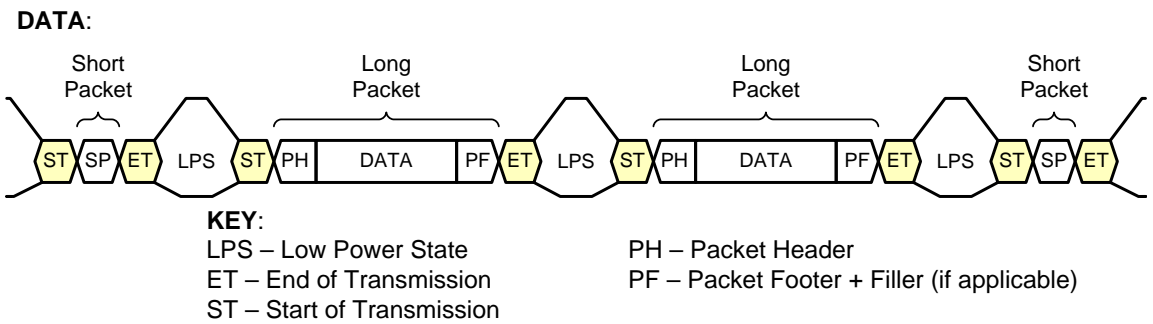 DATA:
Short Packet
Long Packet
Long Packet
Short Packet
ST SP ET LPS ST PH DATA PF ET LPS ST PH DATA PF ET LPS ST SP ET
KEY:
LPS – Low Power State
ET – End of Transmission
ST – Start of Transmission
PH – Packet Header
PF – Packet Footer + Filler (if applicable)